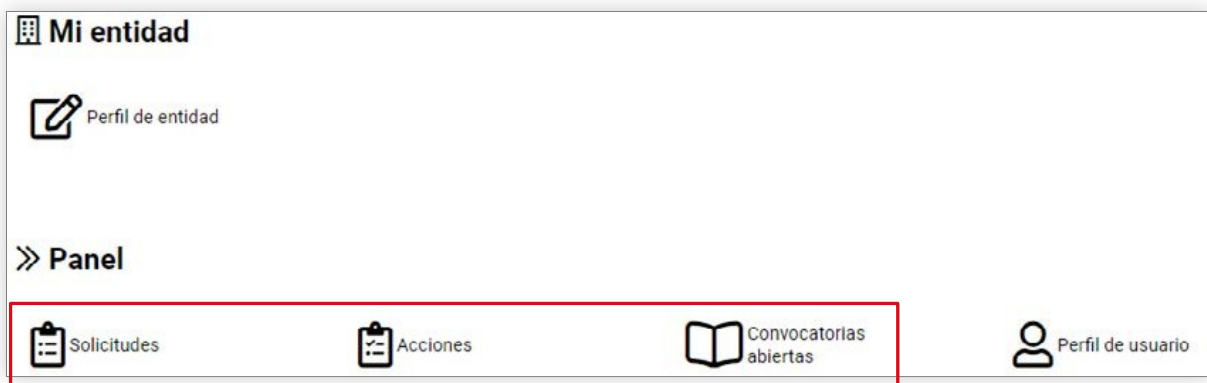 Mi entidad
Perfil de entidad
Panel
Solicitudes
Acciones
Convocatorias
abiertas
Perfil de usuario